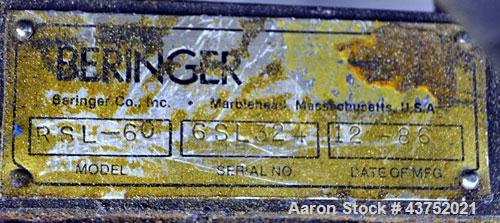 BERINGER
Beringer Co., Inc. • Marblehead, Massachusetts, U.S.A.
RSL-60 6SL324 12-86
MODEL SERIAL NO DATE OF MFG
Aaron Stock # 43752021